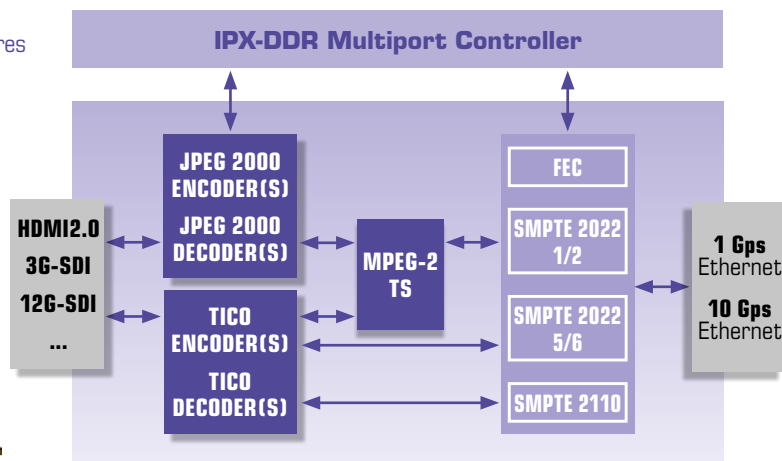 res
IPX-DDR Multiport Controller
JPEG 2000
ENCODER(S)
JPEG 2000
DECODER(S)
FEC
HDMI2.0
3G-SDI
12G-SDI
...
MPEG-2
TS
SMPTE 2022
1/2
1 Gps
Ethernet
10 Gps
Ethernet
TICO
ENCODER(S)
TICO
DECODER(S)
SMPTE 2022
5/6
SMPTE 2110